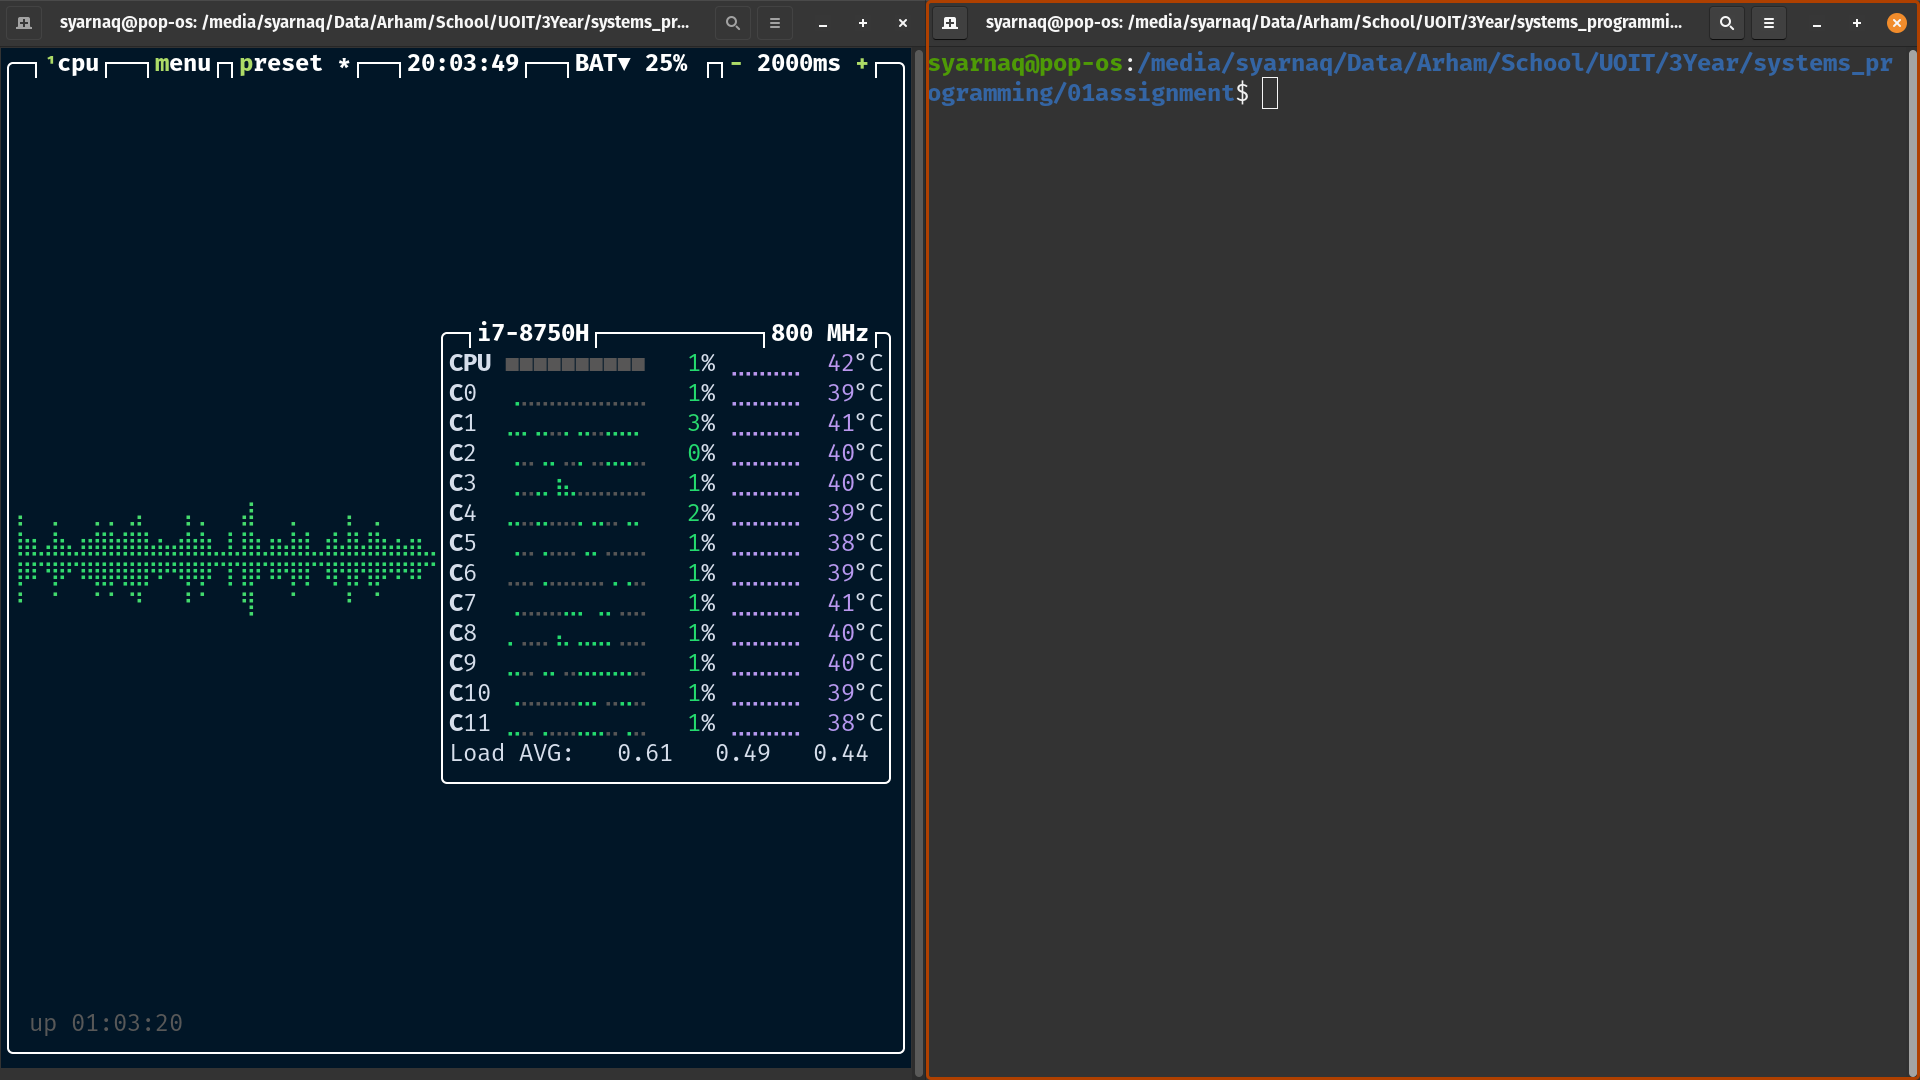 syarnaq@pop-os: /media/syarnaq/Data/Arham/School/UOIT/3Year/systems_pr...
¹cpu menu preset * 20:03:49 BAT▼ 25% - 2000ms +
i7-8750H 800 MHz
CPU 1% 42°C
C0 1% 39°C
C1 3% 41°C
C2 0% 40°C
C3 1% 40°C
C4 2% 39°C
C5 1% 38°C
C6 1% 39°C
C7 1% 41°C
C8 1% 40°C
C9 1% 40°C
C10 1% 39°C
C11 1% 38°C
Load AVG: 0.61 0.49 0.44
up 01:03:20
syarnaq@pop-os: /media/syarnaq/Data/Arham/School/UOIT/3Year/systems_programmi...
syarnaq@pop-os:/media/syarnaq/Data/Arham/School/UOIT/3Year/systems_pr
ogramming/01assignment$